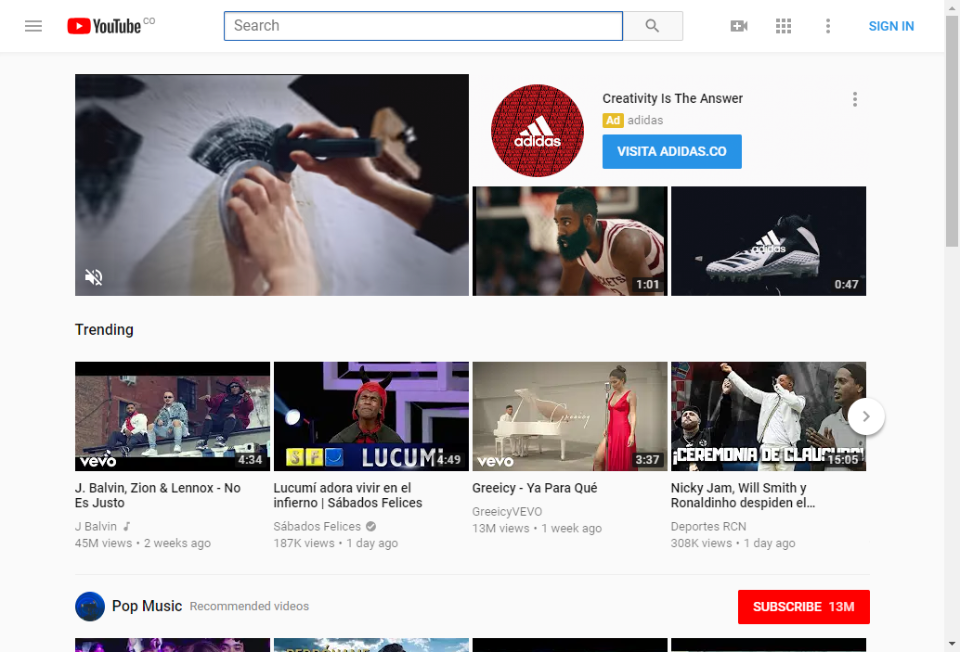 YouTube CO
Search
SIGN IN
adidas
Creativity Is The Answer
Ad adidas
VISITA ADIDAS.CO
1:01
adidas
0:47
Trending
vevo
4:34
SFD LUCUMÍ
4:49
Greeicy
vevo
3:37
¡CEREMONIA DE CLAUSURA!
15:05
J. Balvin, Zion & Lennox - No
Es Justo
J Balvin
45M views • 2 weeks ago
Lucumí adora vivir en el
infierno | Sábados Felices
Sábados Felices
187K views • 1 day ago
Greeicy - Ya Para Qué
GreeicyVEVO
13M views • 1 week ago
Nicky Jam, Will Smith y
Ronaldinho despiden el...
Deportes RCN
308K views • 1 day ago
Pop Music Recommended videos
SUBSCRIBE 13M